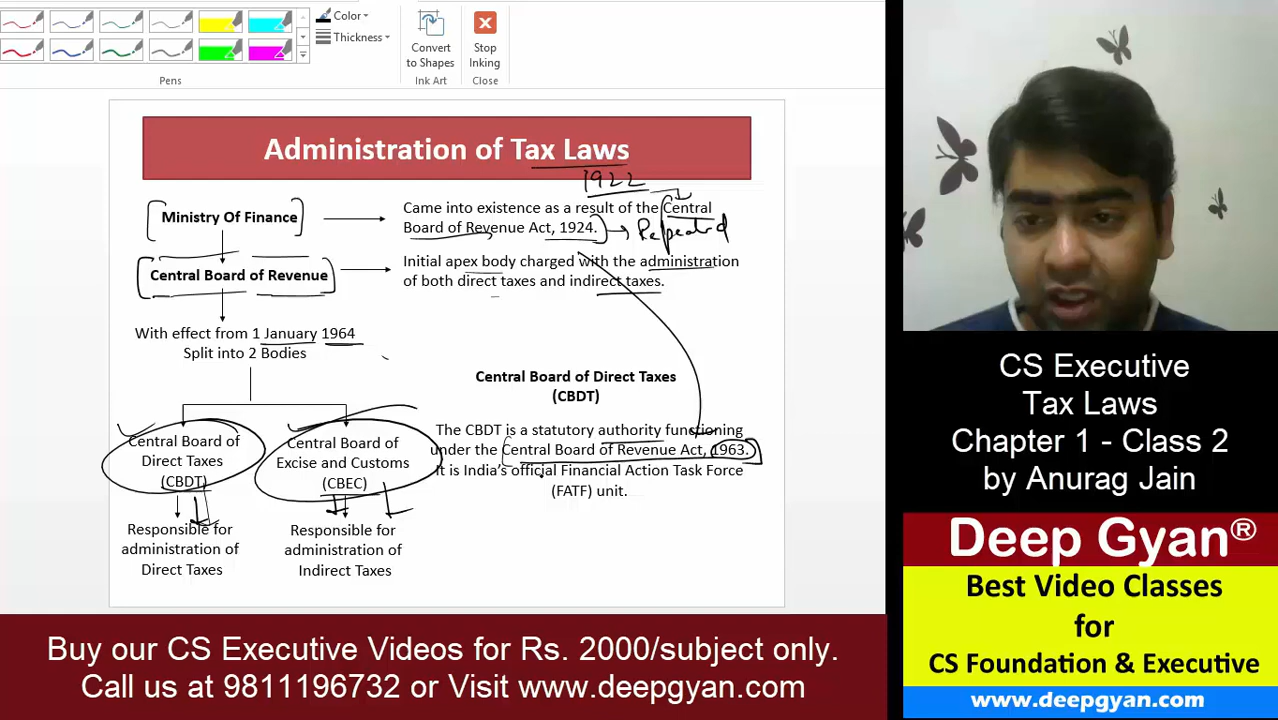 Color
Thickness
Convert
to Shapes
Stop
Inking
Pens
Ink Art
Close
Administration of Tax Laws
1922
Ministry Of Finance
Came into existence as a result of the Central
Board of Revenue Act, 1924.
Repealed
Central Board of Revenue
Initial apex body charged with the administration
of both direct taxes and indirect taxes.
With effect from 1 January 1964
Split into 2 Bodies
Central Board of
Direct Taxes
(CBDT)
Central Board of
Excise and Customs
(CBEC)
Responsible for
administration of
Direct Taxes
Responsible for
administration of
Indirect Taxes
Central Board of Direct Taxes
(CBDT)
The CBDT is a statutory authority functioning
under the Central Board of Revenue Act, 1963.
It is India’s official Financial Action Task Force
(FATF) unit.
CS Executive
Tax Laws
Chapter 1 - Class 2
by Anurag Jain
Deep Gyan®
Best Video Classes
for
CS Foundation & Executive
www.deepgyan.com
Buy our CS Executive Videos for Rs. 2000/subject only.
Call us at 9811196732 or Visit www.deepgyan.com